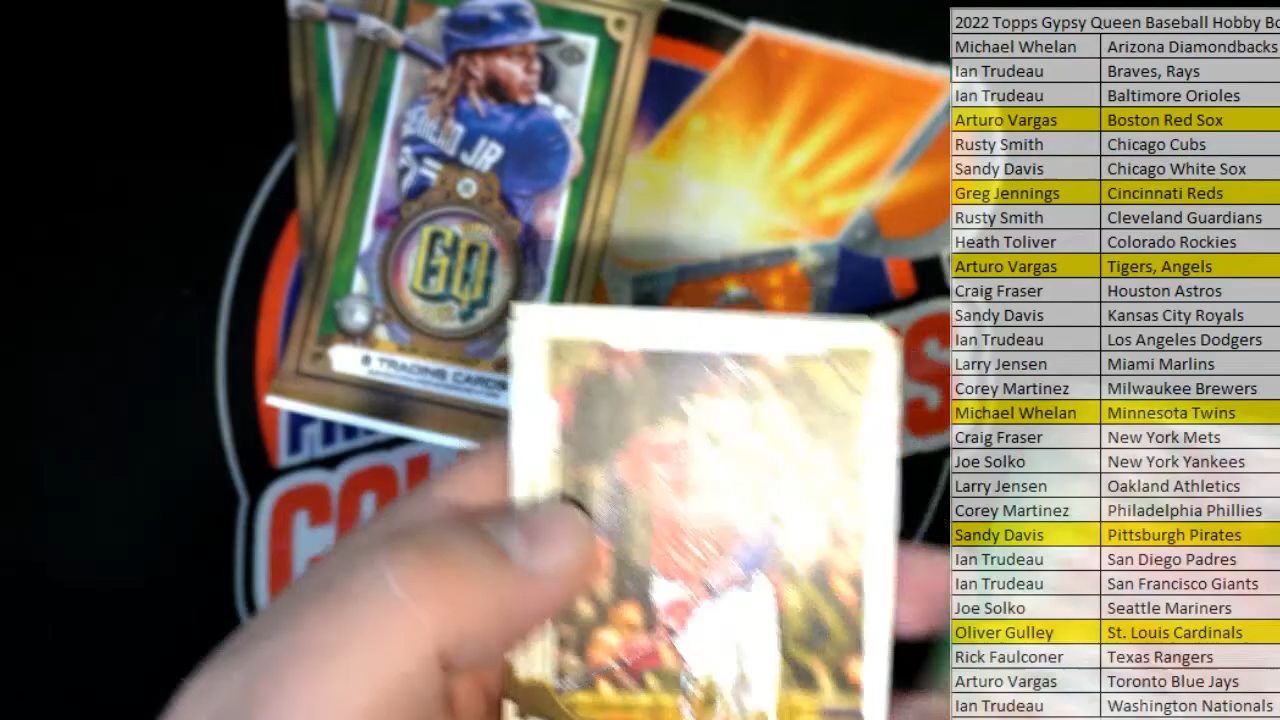 2022 Topps Gypsy Queen Baseball Hobby Bo
Michael Whelan Arizona Diamondbacks
Ian Trudeau Braves, Rays
Ian Trudeau Baltimore Orioles
Arturo Vargas Boston Red Sox
Rusty Smith Chicago Cubs
Sandy Davis Chicago White Sox
Greg Jennings Cincinnati Reds
Rusty Smith Cleveland Guardians
Heath Toliver Colorado Rockies
Arturo Vargas Tigers, Angels
Craig Fraser Houston Astros
Sandy Davis Kansas City Royals
Ian Trudeau Los Angeles Dodgers
Larry Jensen Miami Marlins
Corey Martinez Milwaukee Brewers
Michael Whelan Minnesota Twins
Craig Fraser New York Mets
Joe Solko New York Yankees
Larry Jensen Oakland Athletics
Corey Martinez Philadelphia Phillies
Sandy Davis Pittsburgh Pirates
Ian Trudeau San Diego Padres
Ian Trudeau San Francisco Giants
Joe Solko Seattle Mariners
Oliver Gulley St. Louis Cardinals
Rick Faulconer Texas Rangers
Arturo Vargas Toronto Blue Jays
Ian Trudeau Washington Nationals
JR
GQ
8 TRADING CARDS
CO
S